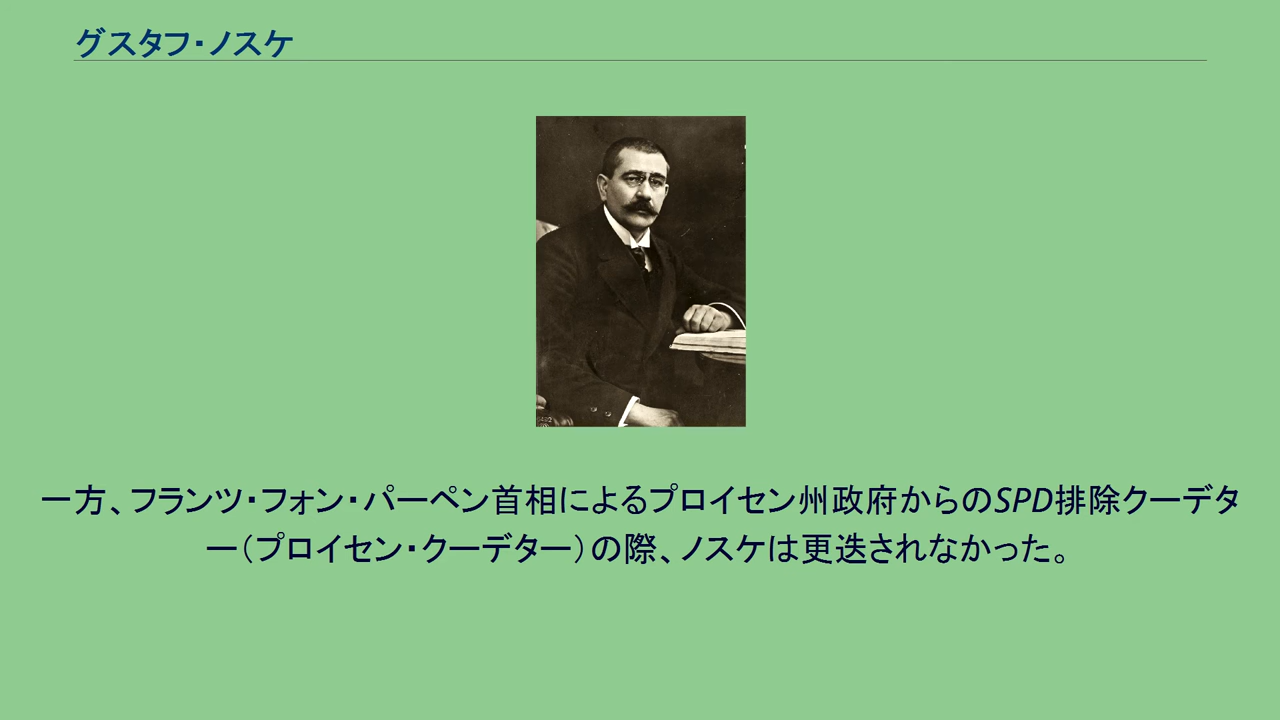 グスタフ・ノスケ
一方、フランツ・フォン・パーペン首相によるプロイセン州政府からのSPD排除クーデタ
ー（プロイセン・クーデター）の際、ノスケは更迭されなかった。